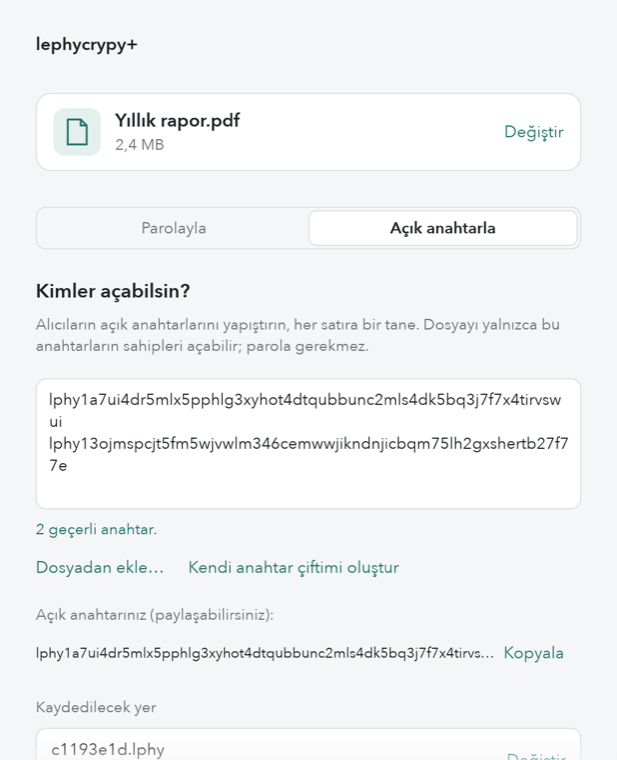 lephycrypy+
Yıllık rapor.pdf
2,4 MB
Değiştir
Parolayla
Açık anahtarla
Kimler açabilsin?
Alıcıların açık anahtarlarını yapıştırın, her satıra bir tane. Dosyayı yalnızca bu
anahtarların sahipleri açabilir; parola gerekmez.
lphy1a7ui4dr5mlx5pphlg3xyhot4dtqubbunc2mls4dk5bq3j7f7x4tirvsw
ui
lphy13ojmspcjt5fm5wjvwlm346cemwwjikndnjicbqm75lh2gxshertb27f7
7e
2 geçerli anahtar.
Dosyadan ekle…
Kendi anahtar çiftimi oluştur
Açık anahtarınız (paylaşabilirsiniz):
lphy1a7ui4dr5mlx5pphlg3xyhot4dtqubbunc2mls4dk5bq3j7f7x4tirvs…
Kopyala
Kaydedilecek yer
c1193e1d.lphy
Değiştir